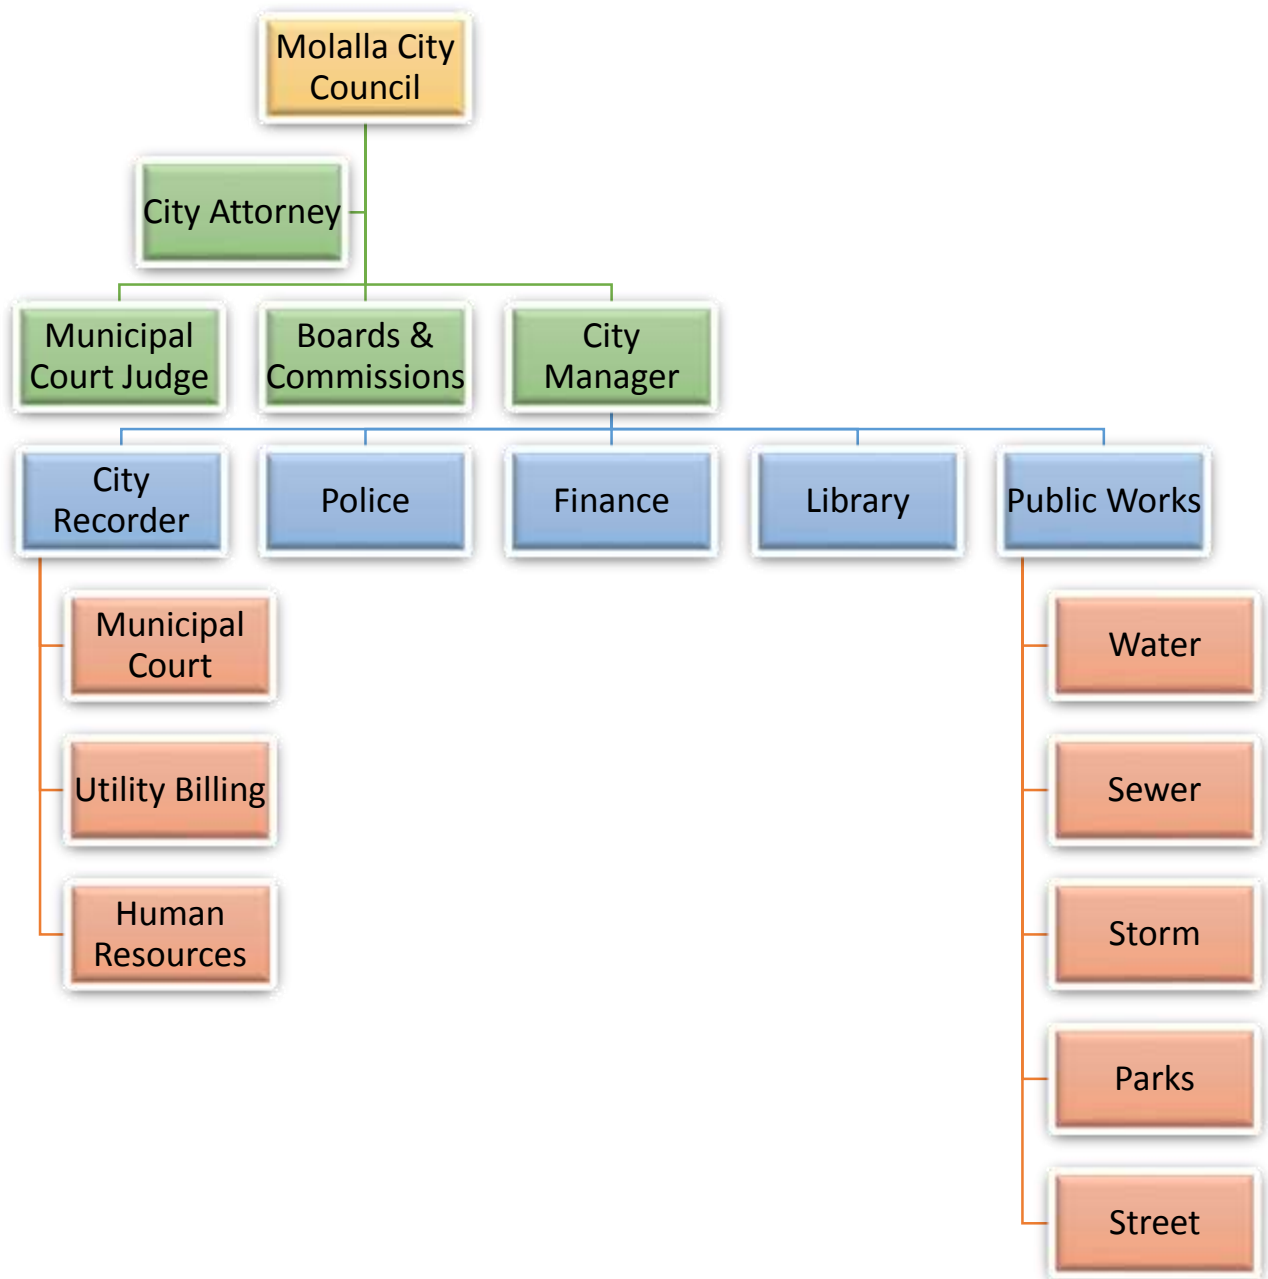 Molalla City
Council
City Attorney
Municipal
Court Judge
Boards &
Commissions
City
Manager
City
Recorder
Police
Finance
Library
Public Works
Municipal
Court
Utility Billing
Human
Resources
Water
Sewer
Storm
Parks
Street